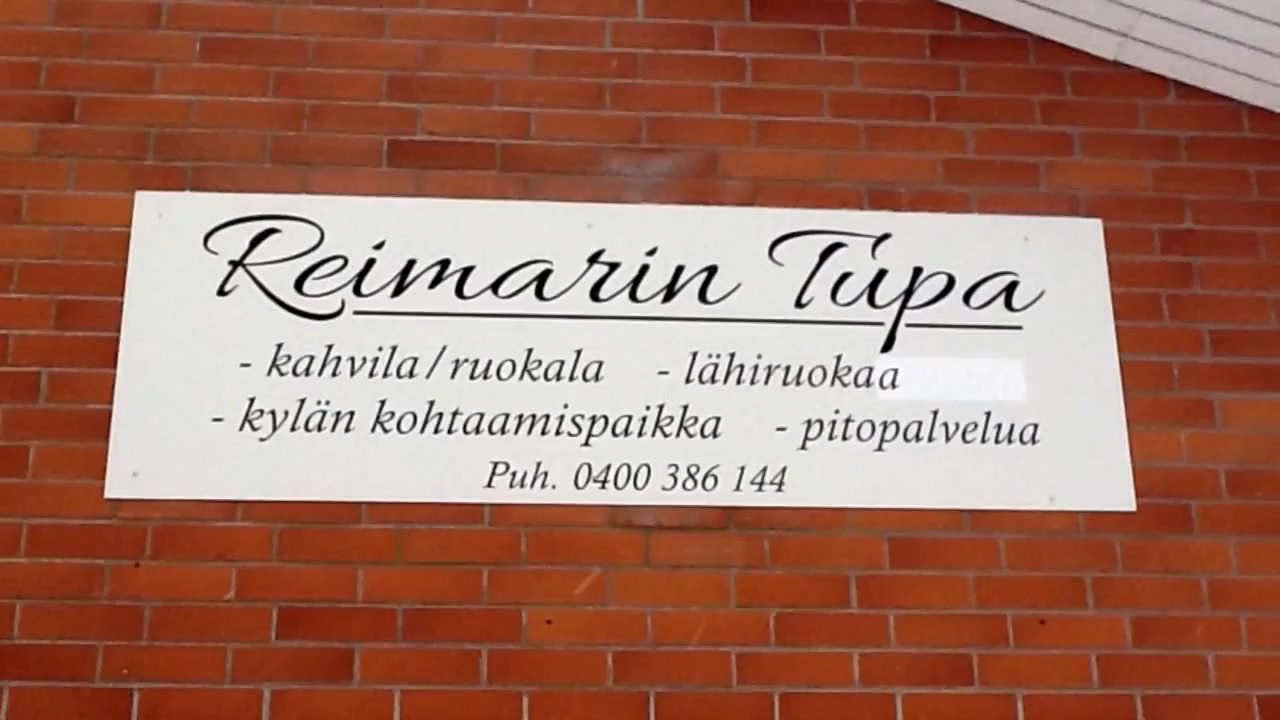 Reimarin Tupa
- kahvila/ruokala - lähiruokaa
- kylän kohtaamispaikka - pitopalvelua
Puh. 0400 386 144